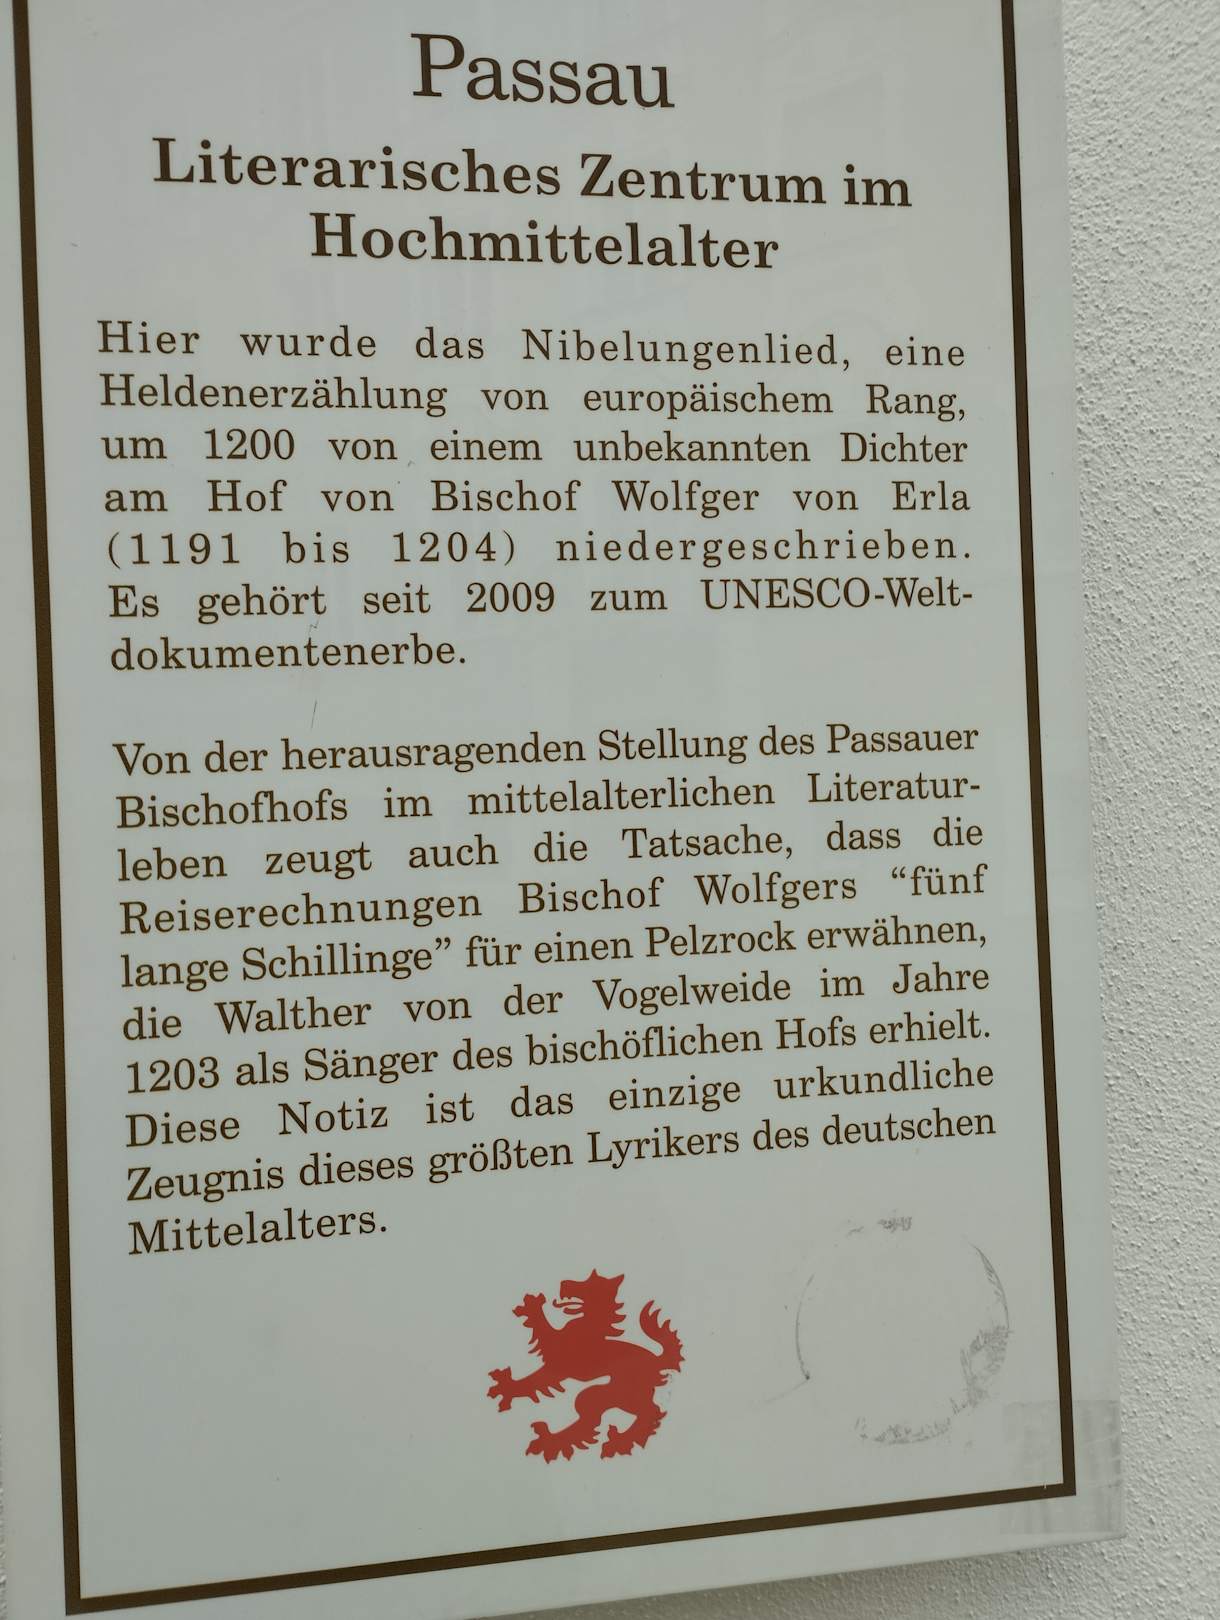 Passau
Literarisches Zentrum im
Hochmittelalter
Hier wurde das Nibelungenlied, eine
Heldenerzählung von europäischem Rang,
um 1200 von einem unbekannten Dichter
am Hof von Bischof Wolfger von Erla
(1191 bis 1204) niedergeschrieben.
Es gehört seit 2009 zum UNESCO-Welt-
dokumentenerbe.
Von der herausragenden Stellung des Passauer
Bischofhofs im mittelalterlichen Literatur-
leben zeugt auch die Tatsache, dass die
Reiserechnungen Bischof Wolfgers “fünf
lange Schillinge” für einen Pelzrock erwähnen,
die Walther von der Vogelweide im Jahre
1203 als Sänger des bischöflichen Hofs erhielt.
Diese Notiz ist das einzige urkundliche
Zeugnis dieses größten Lyrikers des deutschen
Mittelalters.